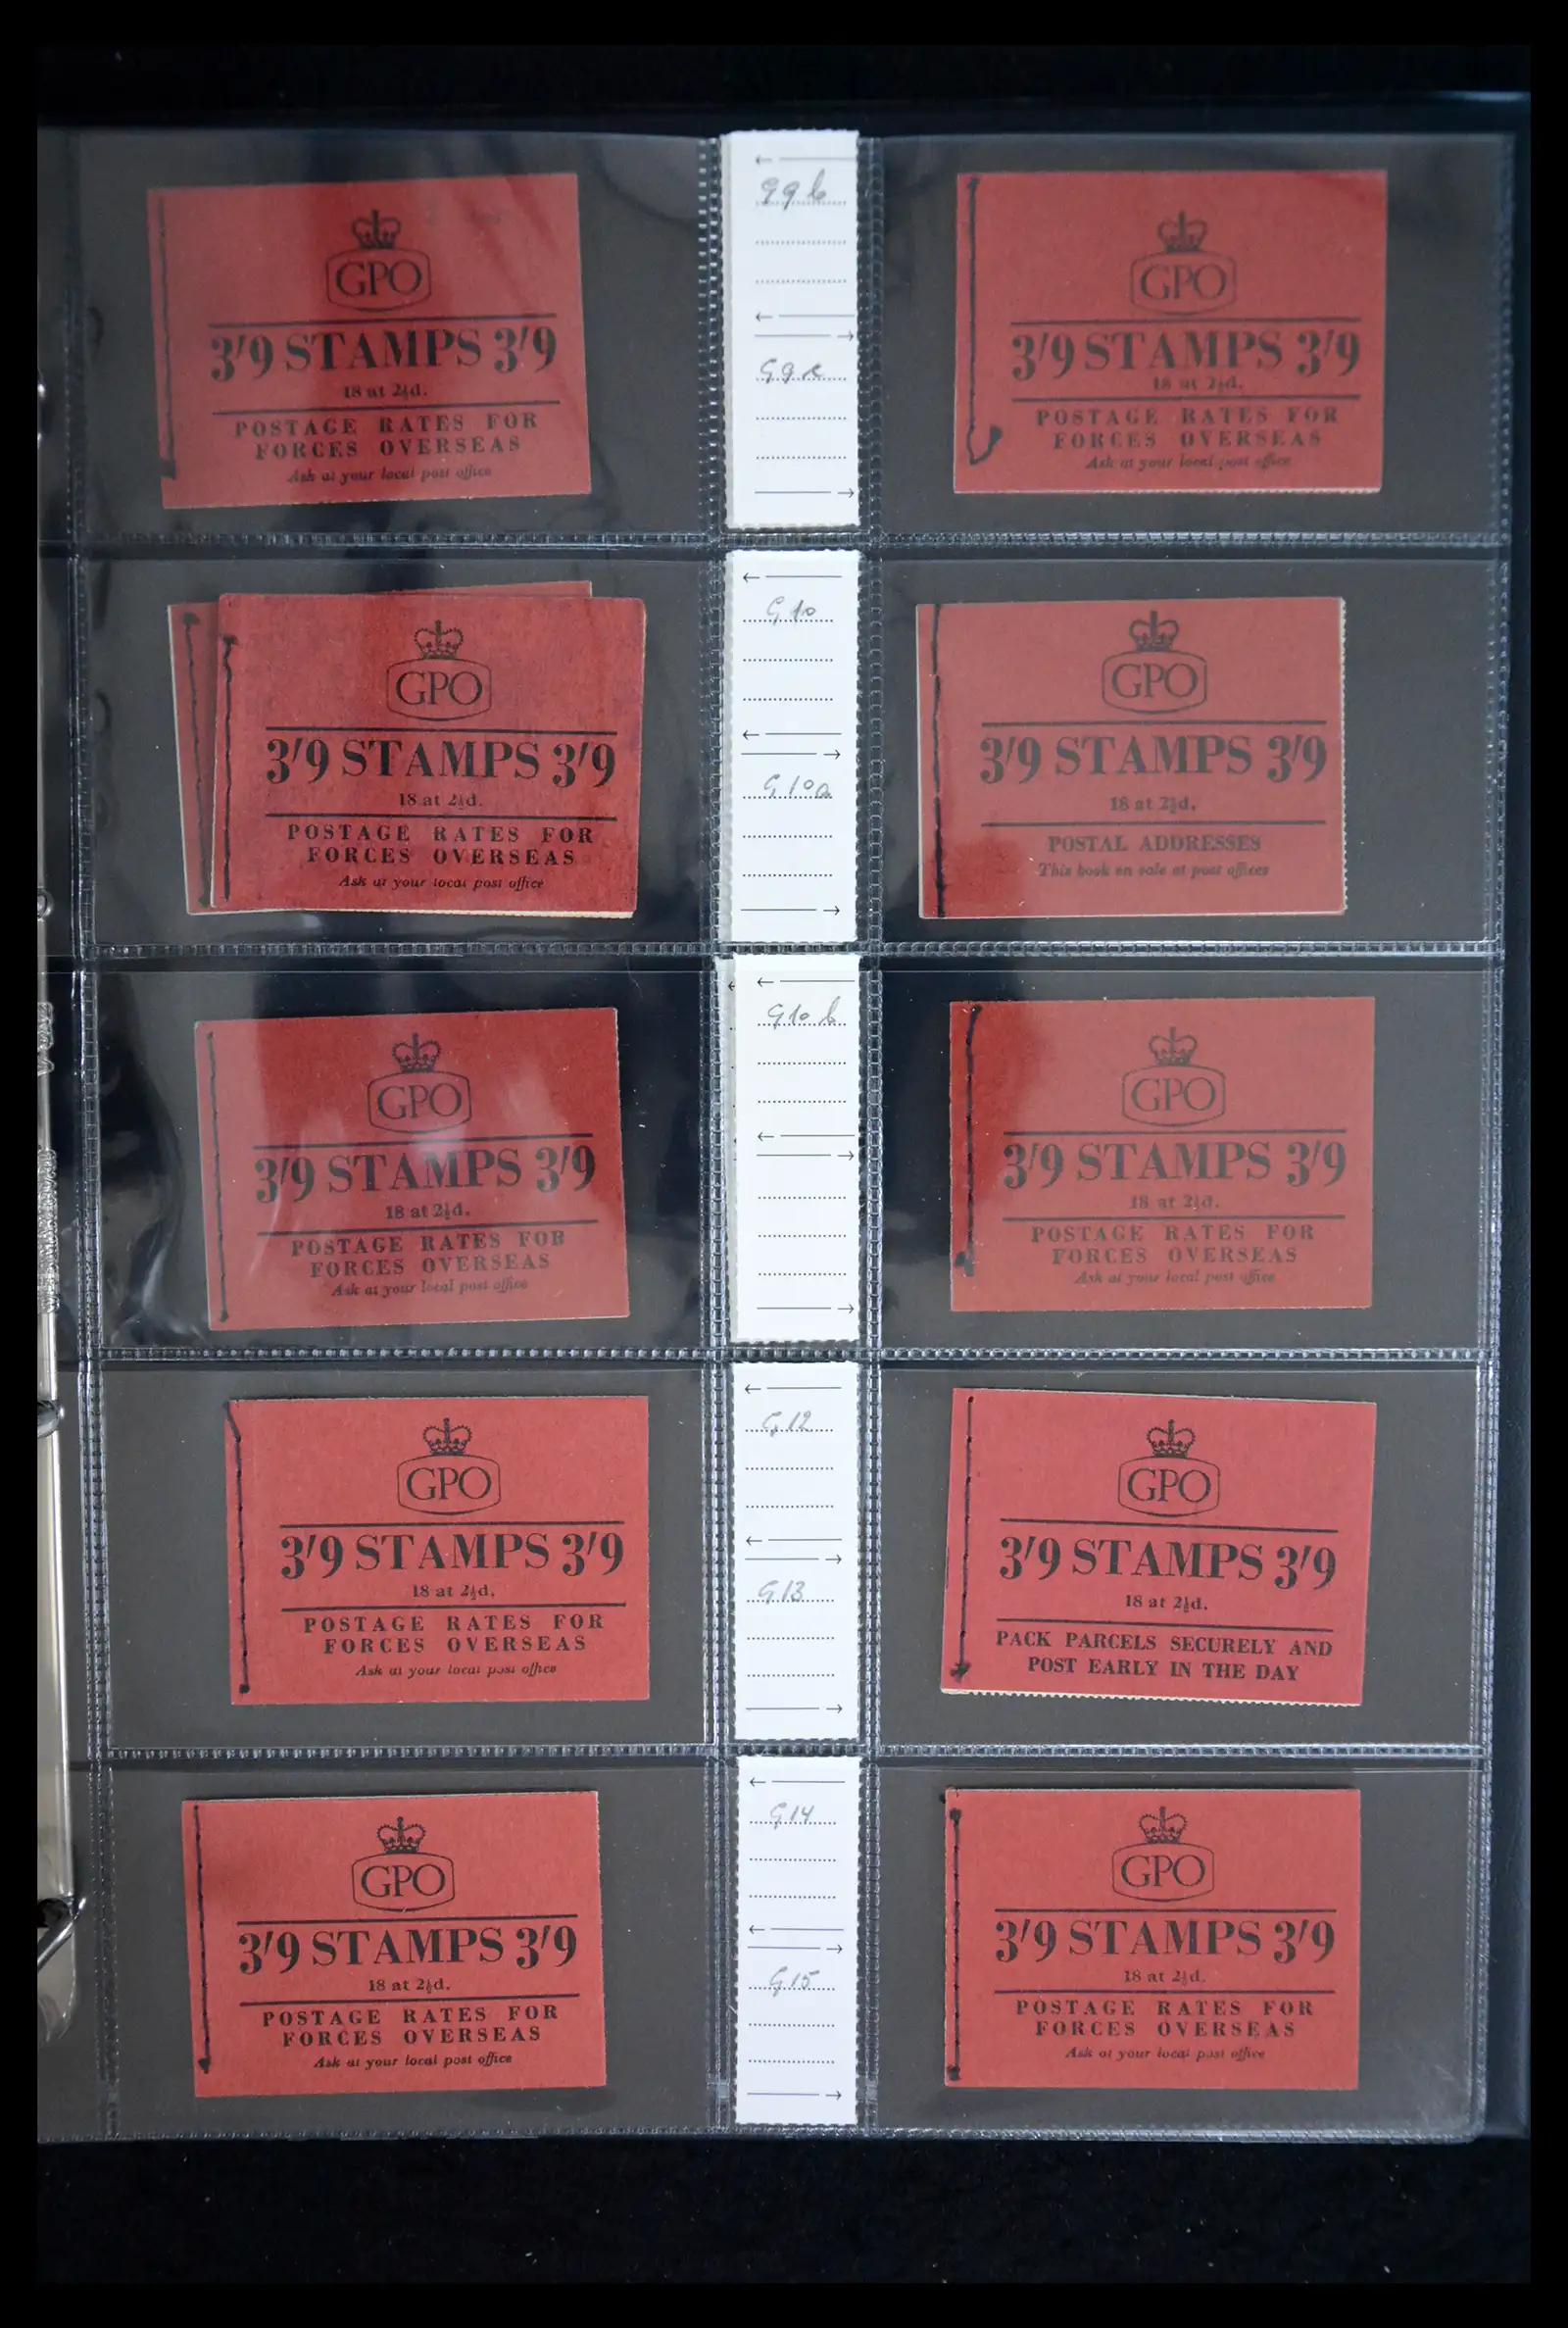 GPO
3'9 STAMPS 3'9
18 at 2½d.
POSTAGE RATES FOR
FORCES OVERSEAS
Ask at your local post office
G9b
G9c
GPO
3'9 STAMPS 3'9
18 at 2½d.
POSTAGE RATES FOR
FORCES OVERSEAS
Ask at your local post office
GPO
3'9 STAMPS 3'9
18 at 2½d.
POSTAGE RATES FOR
FORCES OVERSEAS
Ask at your local post office
G10
G10a
GPO
3'9 STAMPS 3'9
18 at 2½d.
POSTAL ADDRESSES
This book on sale at post offices
GPO
3'9 STAMPS 3'9
18 at 2½d.
POSTAGE RATES FOR
FORCES OVERSEAS
Ask at your local post office
G10b
GPO
3'9 STAMPS 3'9
18 at 2½d.
POSTAGE RATES FOR
FORCES OVERSEAS
Ask at your local post office
GPO
3'9 STAMPS 3'9
18 at 2½d.
POSTAGE RATES FOR
FORCES OVERSEAS
Ask at your local post office
G12
G13
GPO
3'9 STAMPS 3'9
18 at 2½d.
PACK PARCELS SECURELY AND
POST EARLY IN THE DAY
GPO
3'9 STAMPS 3'9
18 at 2½d.
POSTAGE RATES FOR
FORCES OVERSEAS
Ask at your local post office
G14
G15
GPO
3'9 STAMPS 3'9
18 at 2½d.
POSTAGE RATES FOR
FORCES OVERSEAS
Ask at your local post office